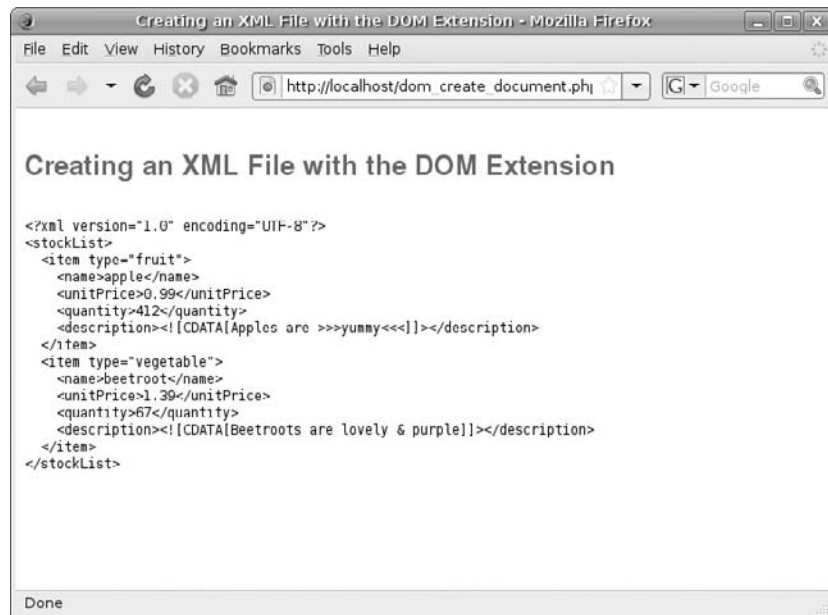 Creating an XML File with the DOM Extension - Mozilla Firefox
File Edit View History Bookmarks Tools Help
http://localhost/dom_create_document.ph
G Google
Creating an XML File with the DOM Extension
<?xml version="1.0" encoding="UTF-8"?>
<stockList>
  <item type="fruit">
    <name>apple</name>
    <unitPrice>0.99</unitPrice>
    <quantity>412</quantity>
    <description><![CDATA[Apples are >>>yummy<<<]]></description>
  </item>
  <item type="vegetable">
    <name>beetroot</name>
    <unitPrice>1.39</unitPrice>
    <quantity>67</quantity>
    <description><![CDATA[Beetroots are lovely & purple]]></description>
  </item>
</stockList>
Done